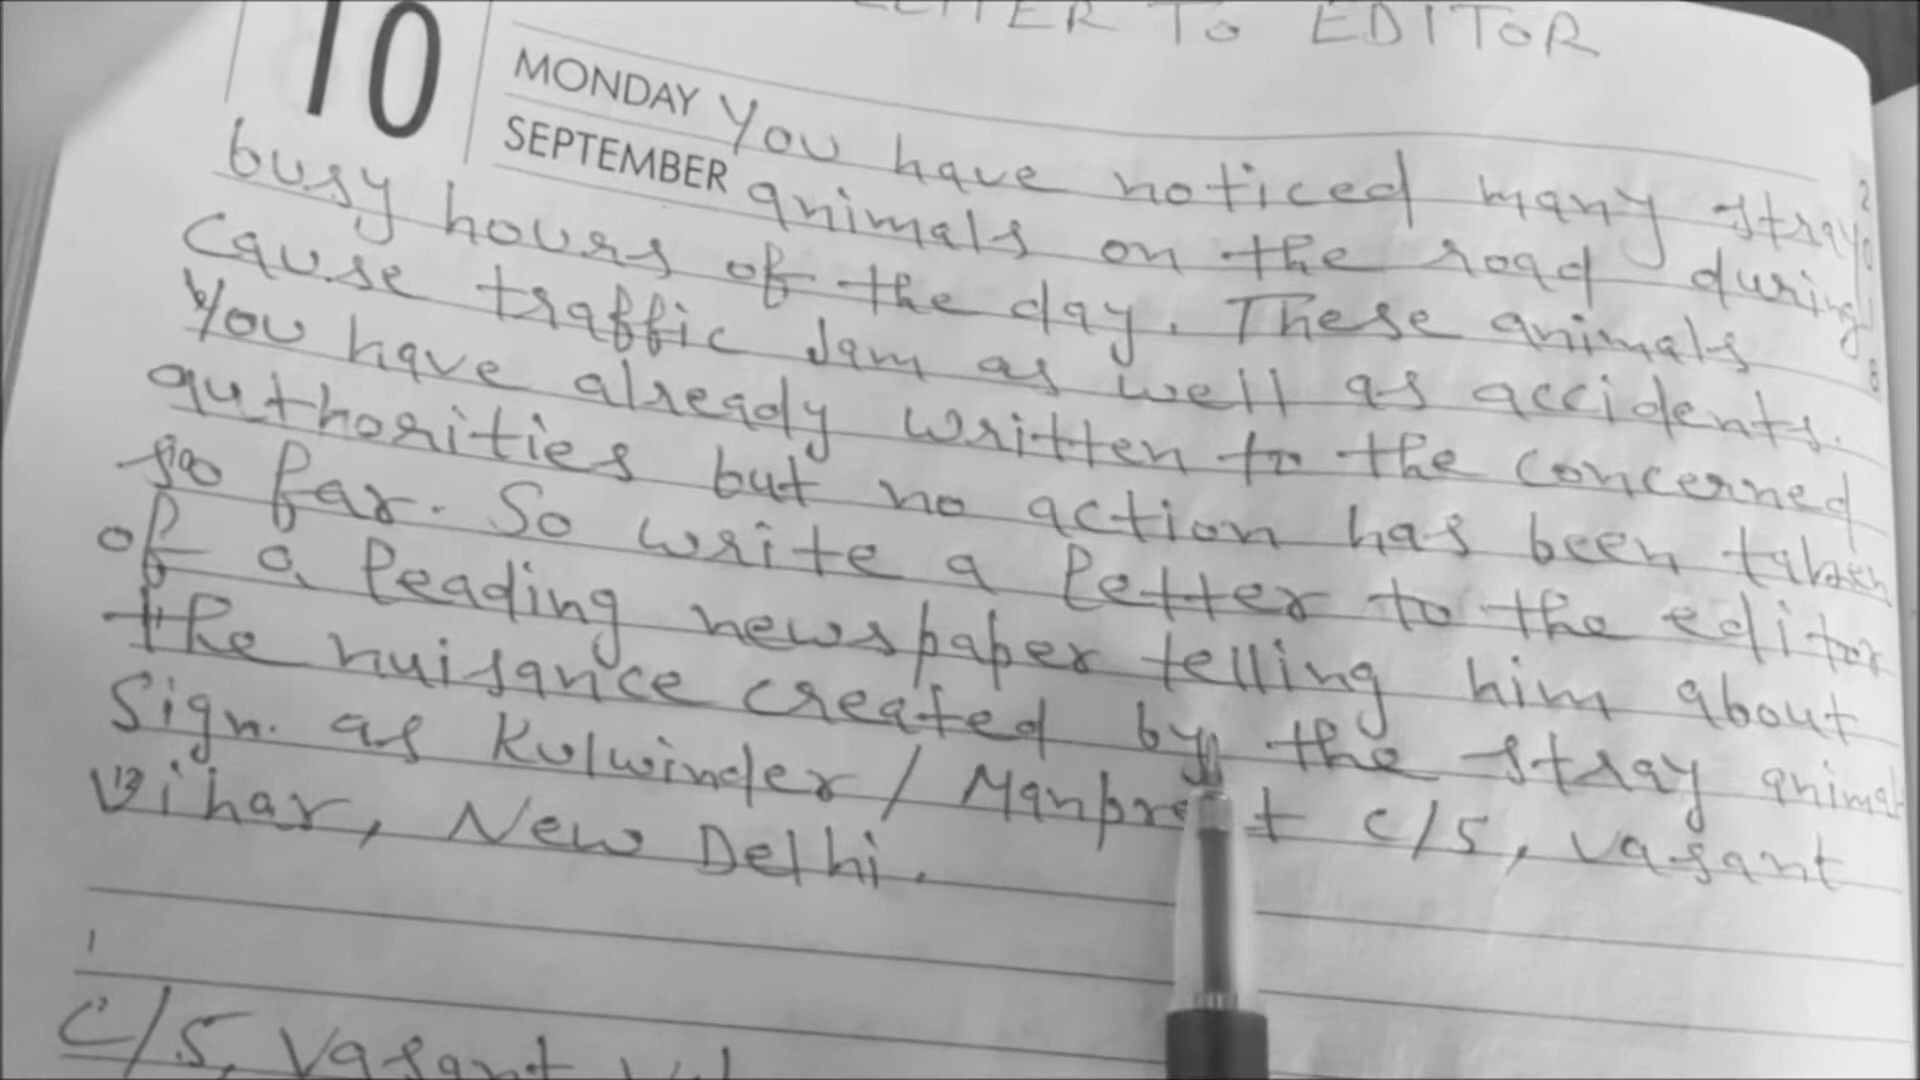 LETTER TO EDITOR
10
MONDAY
SEPTEMBER
You have noticed many stray
animals on the road during
busy hours of the day. These animals
cause traffic Jam as well as accidents.
You have already written to the concerned
authorities but no action has been taken
so far. So write a letter to the editor
of a leading newspaper telling him about
the nuisance created by the stray animal
Sign. as Kulwinder / Manpreet C/5, Vasant
Vihar, New Delhi.
C/5, Vasant